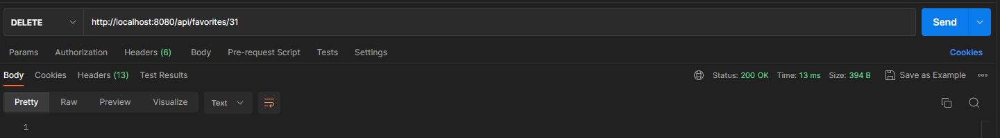 DELETE http://localhost:8080/api/favorites/31 Send
Params Authorization Headers (6) Body Pre-request Script Tests Settings Cookies
Body Cookies Headers (13) Test Results Status: 200 OK Time: 13 ms Size: 394 B Save as Example
Pretty Raw Preview Visualize Text
1